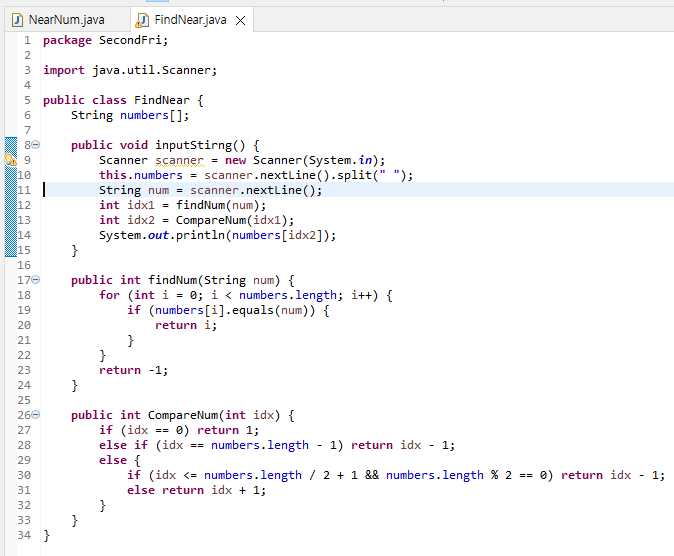 NearNum.java
FindNear.java
1 package SecondFri;
2
3 import java.util.Scanner;
4
5 public class FindNear {
6     String numbers[];
7
8     public void inputStirng() {
9         Scanner scanner = new Scanner(System.in);
10         this.numbers = scanner.nextLine().split(" ");
11         String num = scanner.nextLine();
12         int idx1 = findNum(num);
13         int idx2 = CompareNum(idx1);
14         System.out.println(numbers[idx2]);
15     }
16
17     public int findNum(String num) {
18         for (int i = 0; i < numbers.length; i++) {
19             if (numbers[i].equals(num)) {
20                 return i;
21             }
22         }
23         return -1;
24     }
25
26     public int CompareNum(int idx) {
27         if (idx == 0) return 1;
28         else if (idx == numbers.length - 1) return idx - 1;
29         else {
30             if (idx <= numbers.length / 2 + 1 && numbers.length % 2 == 0) return idx - 1;
31             else return idx + 1;
32         }
33     }
34 }